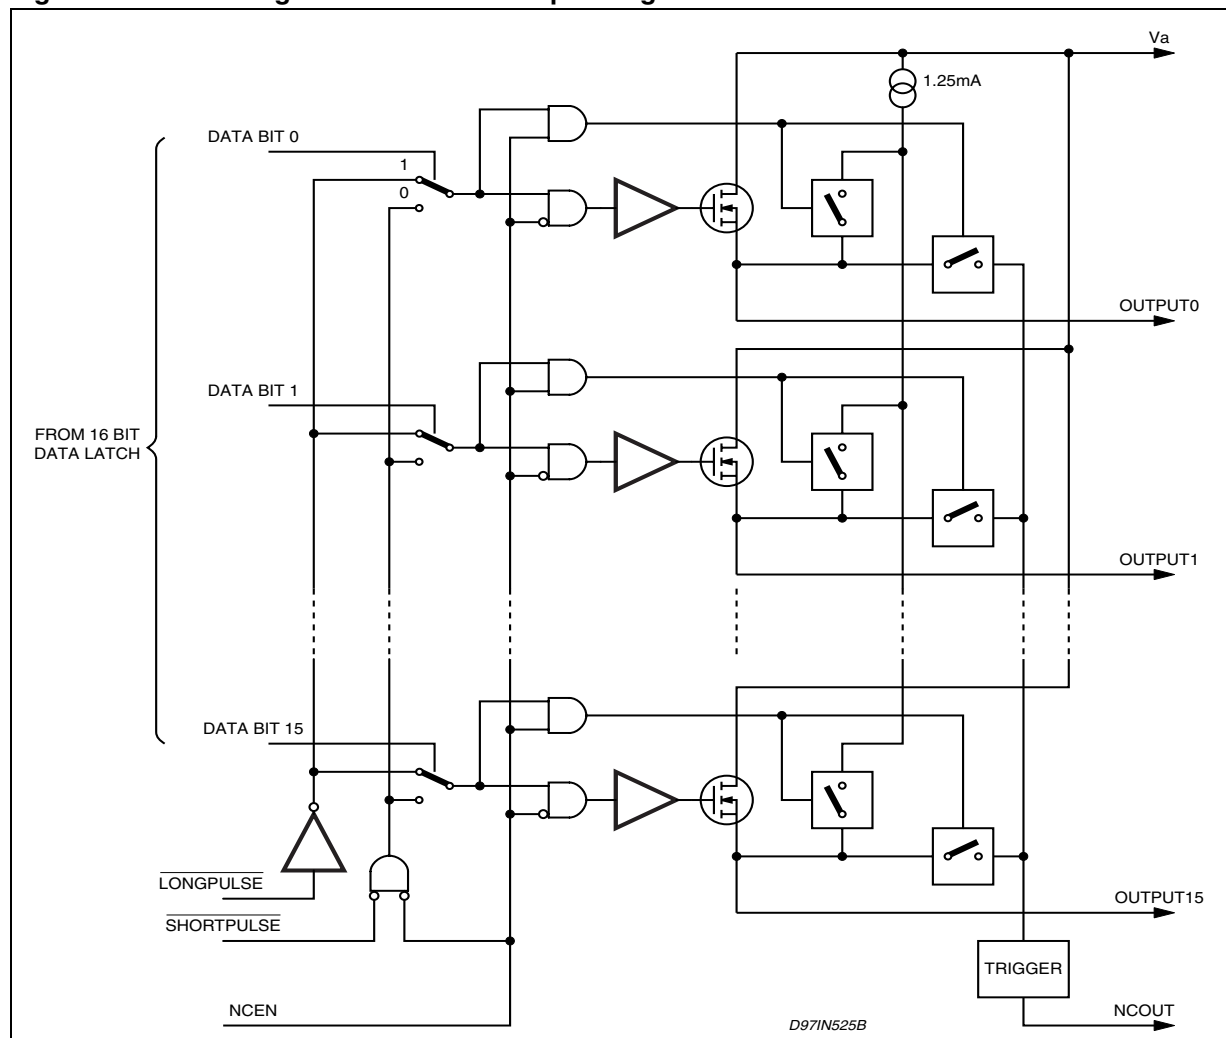 Va
1.25mA
DATA BIT 0
1
0
OUTPUT0
DATA BIT 1
FROM 16 BIT
DATA LATCH
OUTPUT1
DATA BIT 15
LONGPULSE
OUTPUT15
SHORTPULSE
TRIGGER
NCEN
NCOUT
D97IN525B